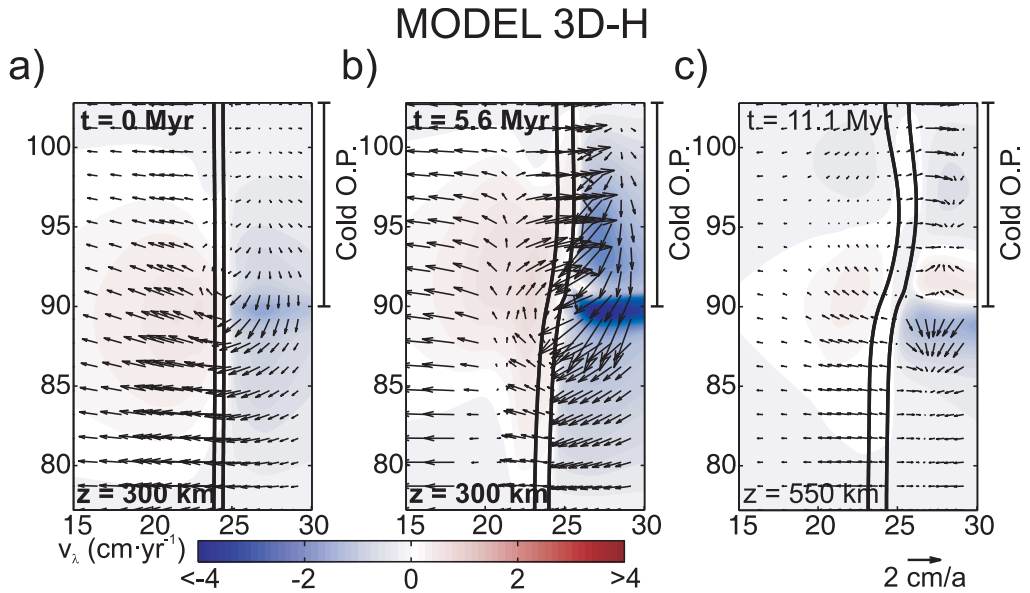 MODEL 3D-H
a)
b)
c)
t = 0 Myr
t = 5.6 Myr
t = 11.1 Myr
100
95
90
85
80
100
95
90
85
80
100
95
90
85
80
Cold O.P.
Cold O.P.
Cold O.P.
z = 300 km
z = 300 km
z = 550 km
15 20 25 30
15 20 25 30
15 20 25 30
vλ (cm·yr⁻¹)
<-4 -2 0 2 >4
2 cm/a